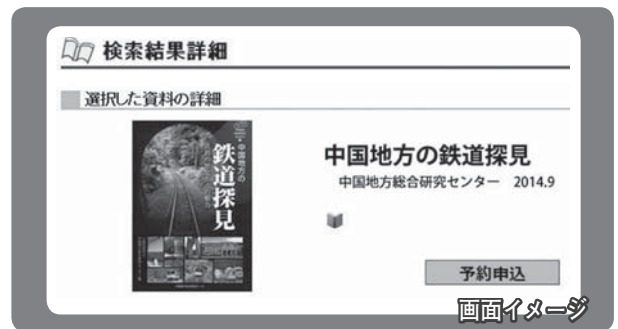 検索結果詳細
選択した資料の詳細
中国地方の
鉄道探見
中国地方の鉄道探見
中国地方総合研究センター 2014.9
予約申込
画面イメージ